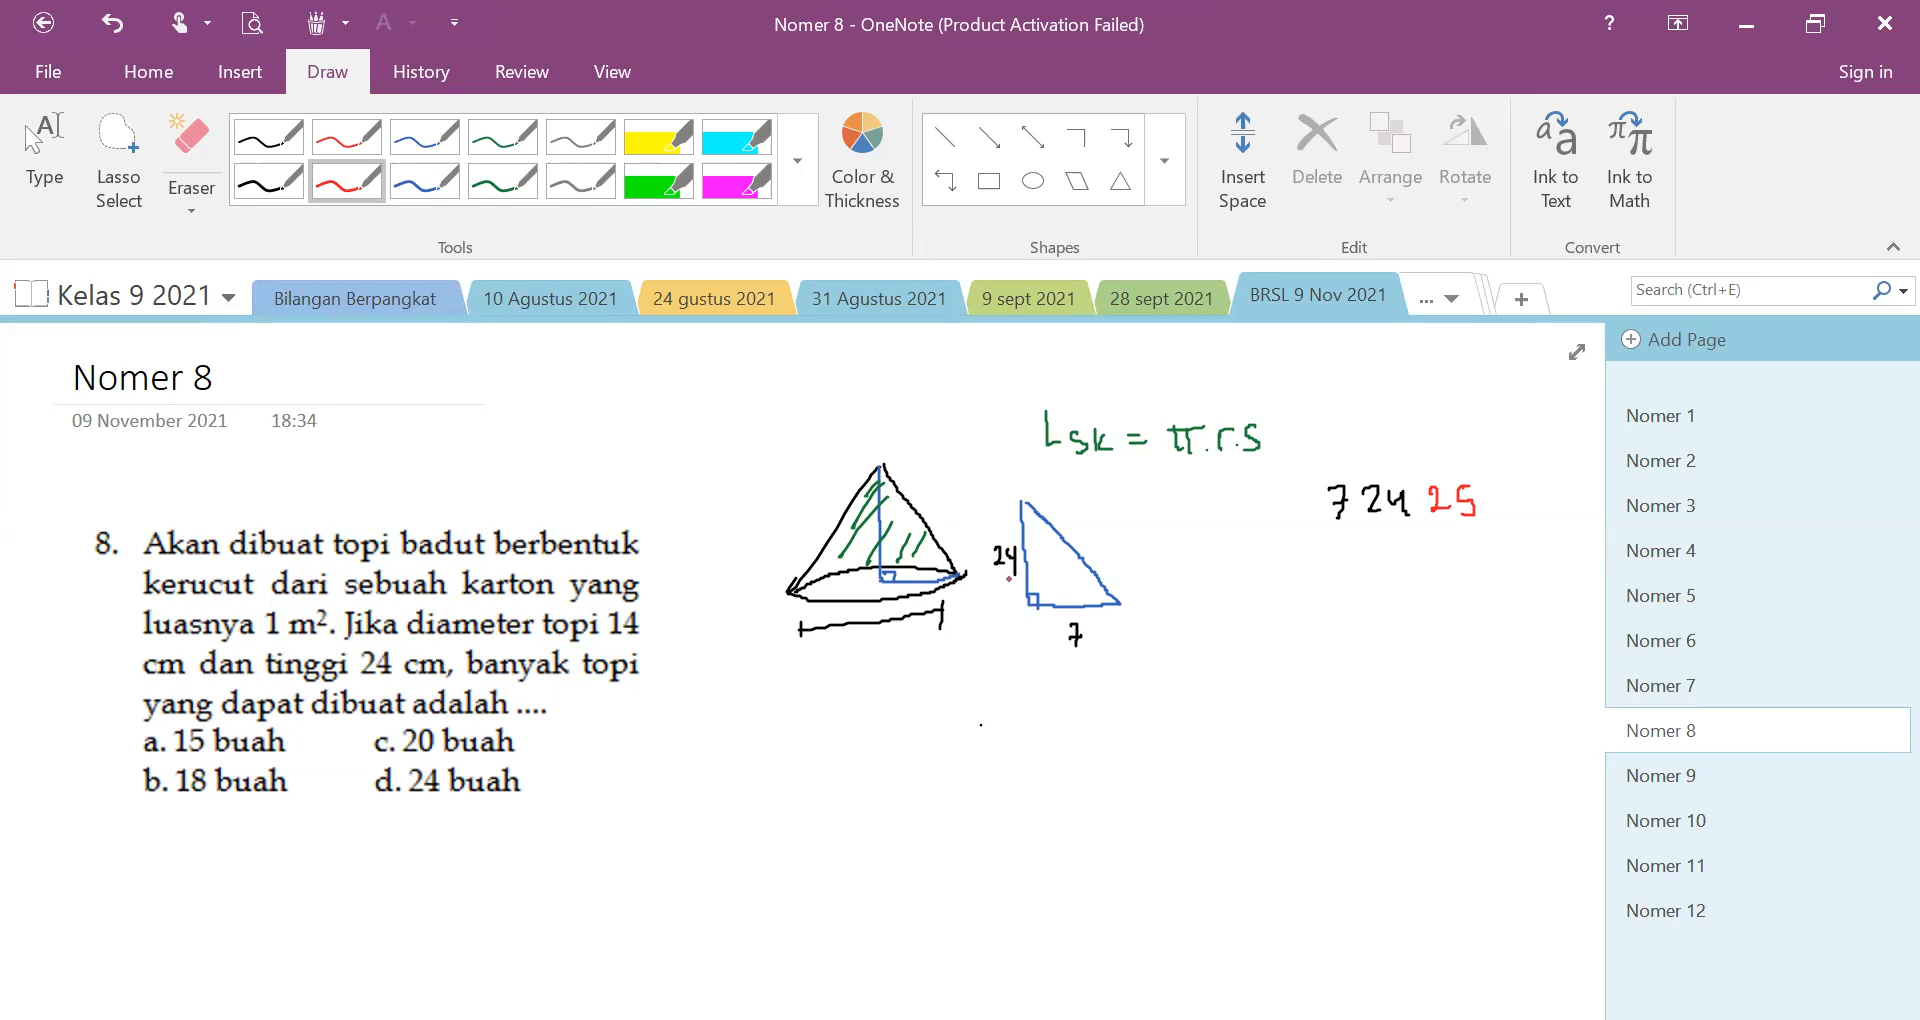 Nomer 8 - OneNote (Product Activation Failed)
?
File Home Insert Draw History Review View Sign in
Type
Lasso Select
Eraser
Color & Thickness
Insert Space
Delete
Arrange
Rotate
Ink to Text
Ink to Math
Tools Shapes Edit Convert
Kelas 9 2021
Bilangan Berpangkat
10 Agustus 2021
24 gustus 2021
31 Agustus 2021
9 sept 2021
28 sept 2021
BRSL 9 Nov 2021
...
Search (Ctrl+E)
Nomer 8
09 November 2021 18:34
8. Akan dibuat topi badut berbentuk
kerucut dari sebuah karton yang
luasnya 1 m². Jika diameter topi 14
cm dan tinggi 24 cm, banyak topi
yang dapat dibuat adalah ....
a. 15 buah c. 20 buah
b. 18 buah d. 24 buah
Lsk = π.r.s
7 24 25
24
7
Add Page
Nomer 1
Nomer 2
Nomer 3
Nomer 4
Nomer 5
Nomer 6
Nomer 7
Nomer 8
Nomer 9
Nomer 10
Nomer 11
Nomer 12